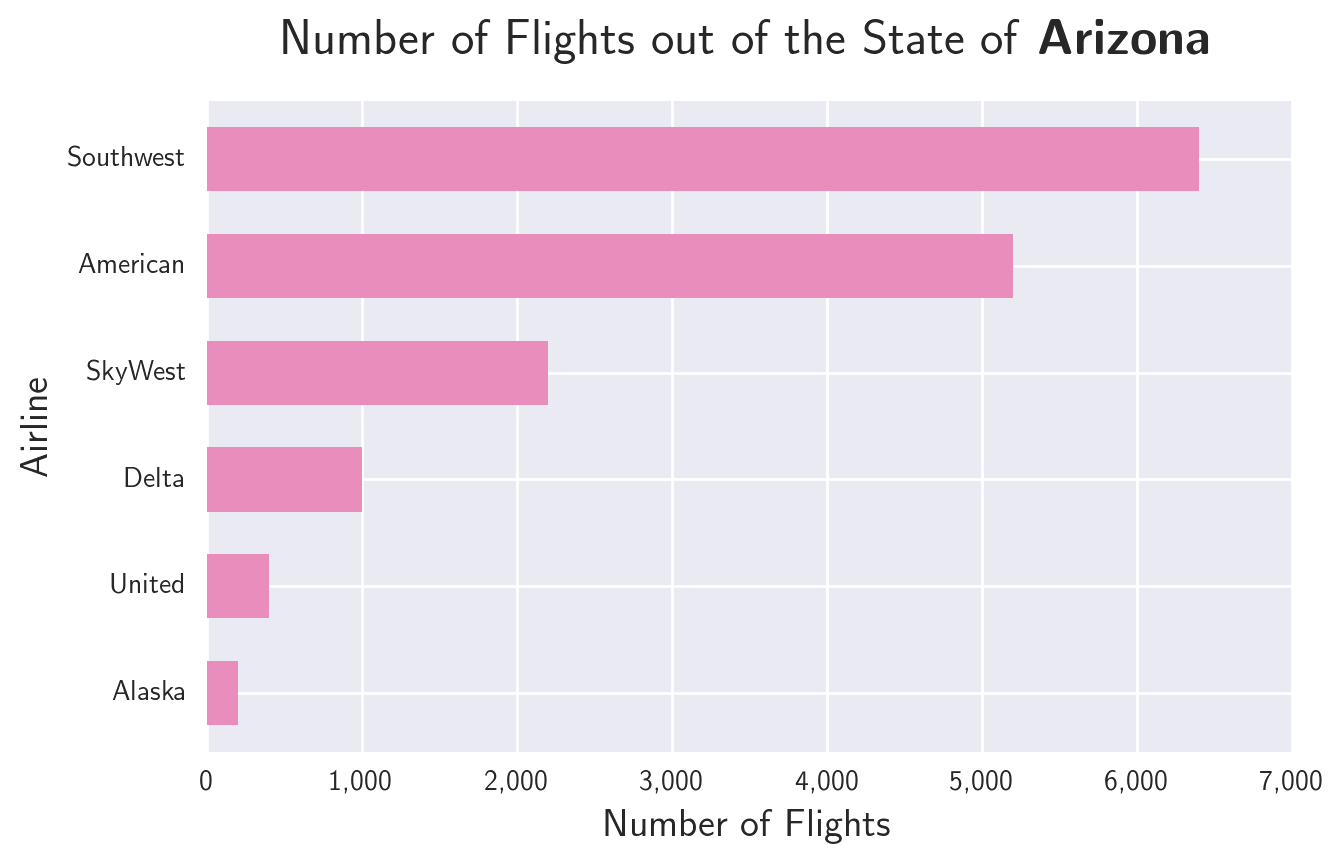 Number of Flights out of the State of Arizona
Southwest
American
SkyWest
Delta
United
Alaska
Airline
0 1,000 2,000 3,000 4,000 5,000 6,000 7,000
Number of Flights